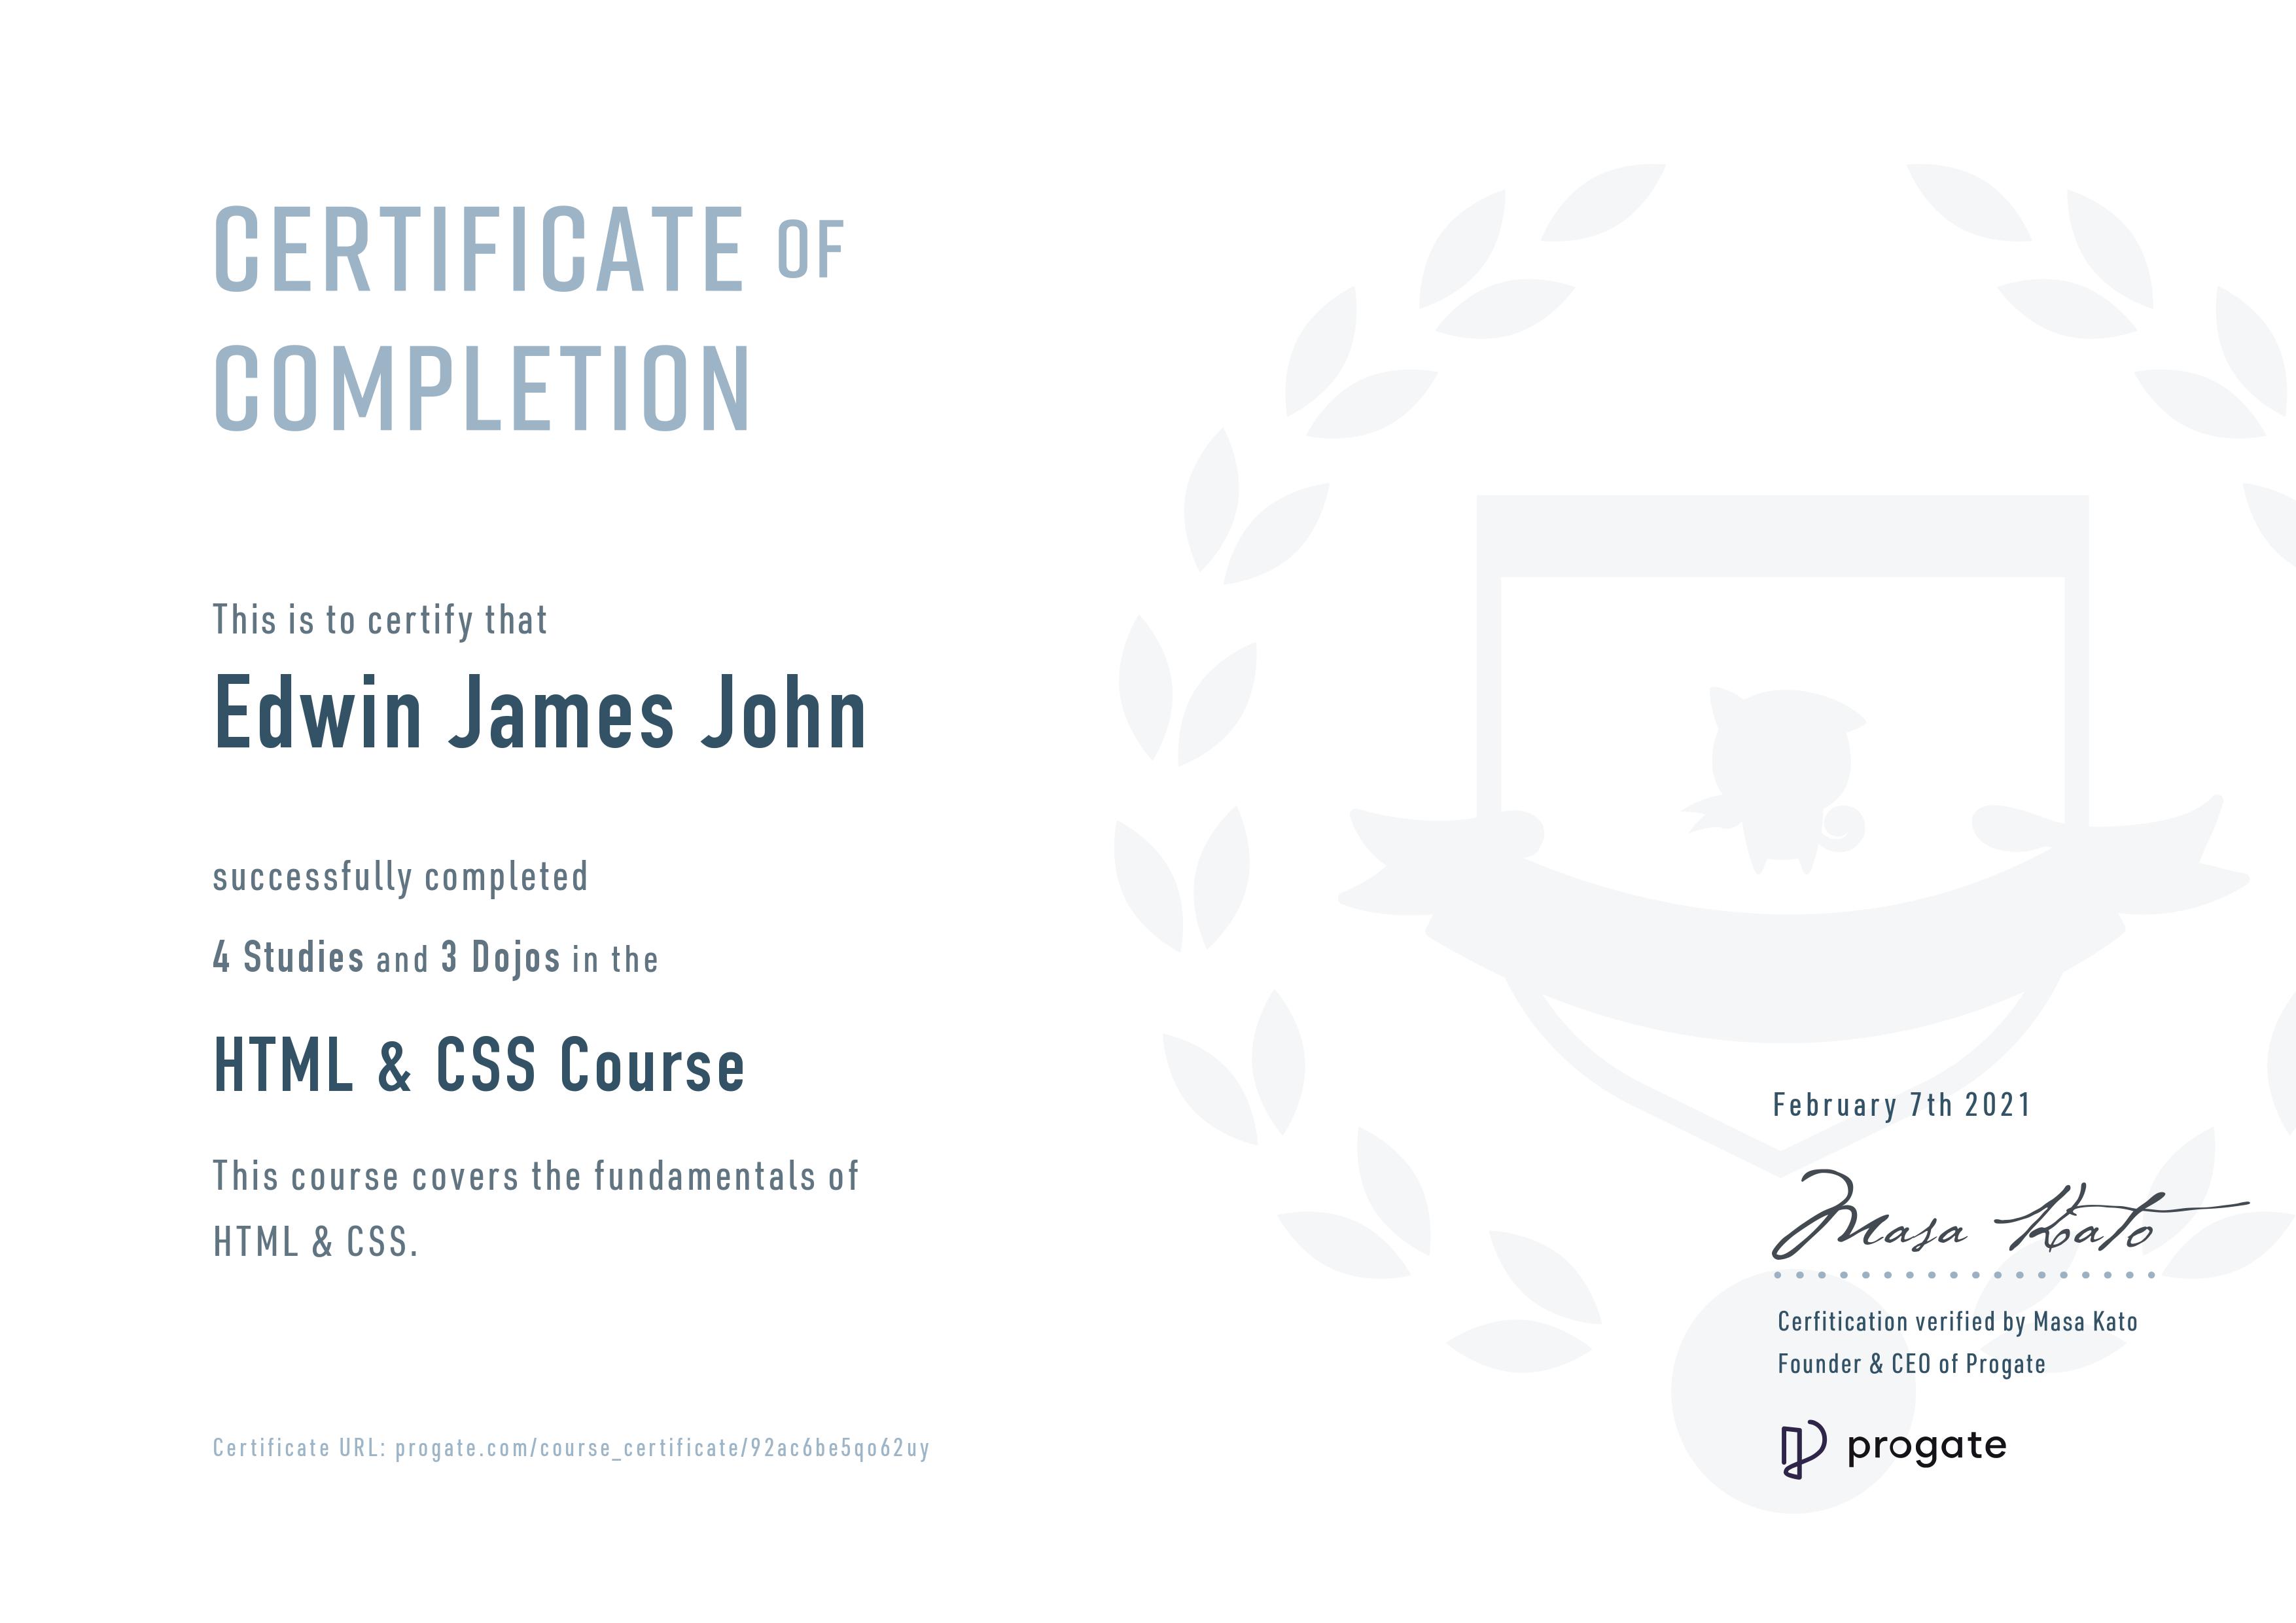 CERTIFICATE OF
COMPLETION
This is to certify that
Edwin James John
successfully completed
4 Studies and 3 Dojos in the
HTML & CSS Course
This course covers the fundamentals of
HTML & CSS.
Certificate URL: progate.com/course_certificate/92ac6be5qo62uy
February 7th 2021
Masa Kato
Cerfitication verified by Masa Kato
Founder & CEO of Progate
progate